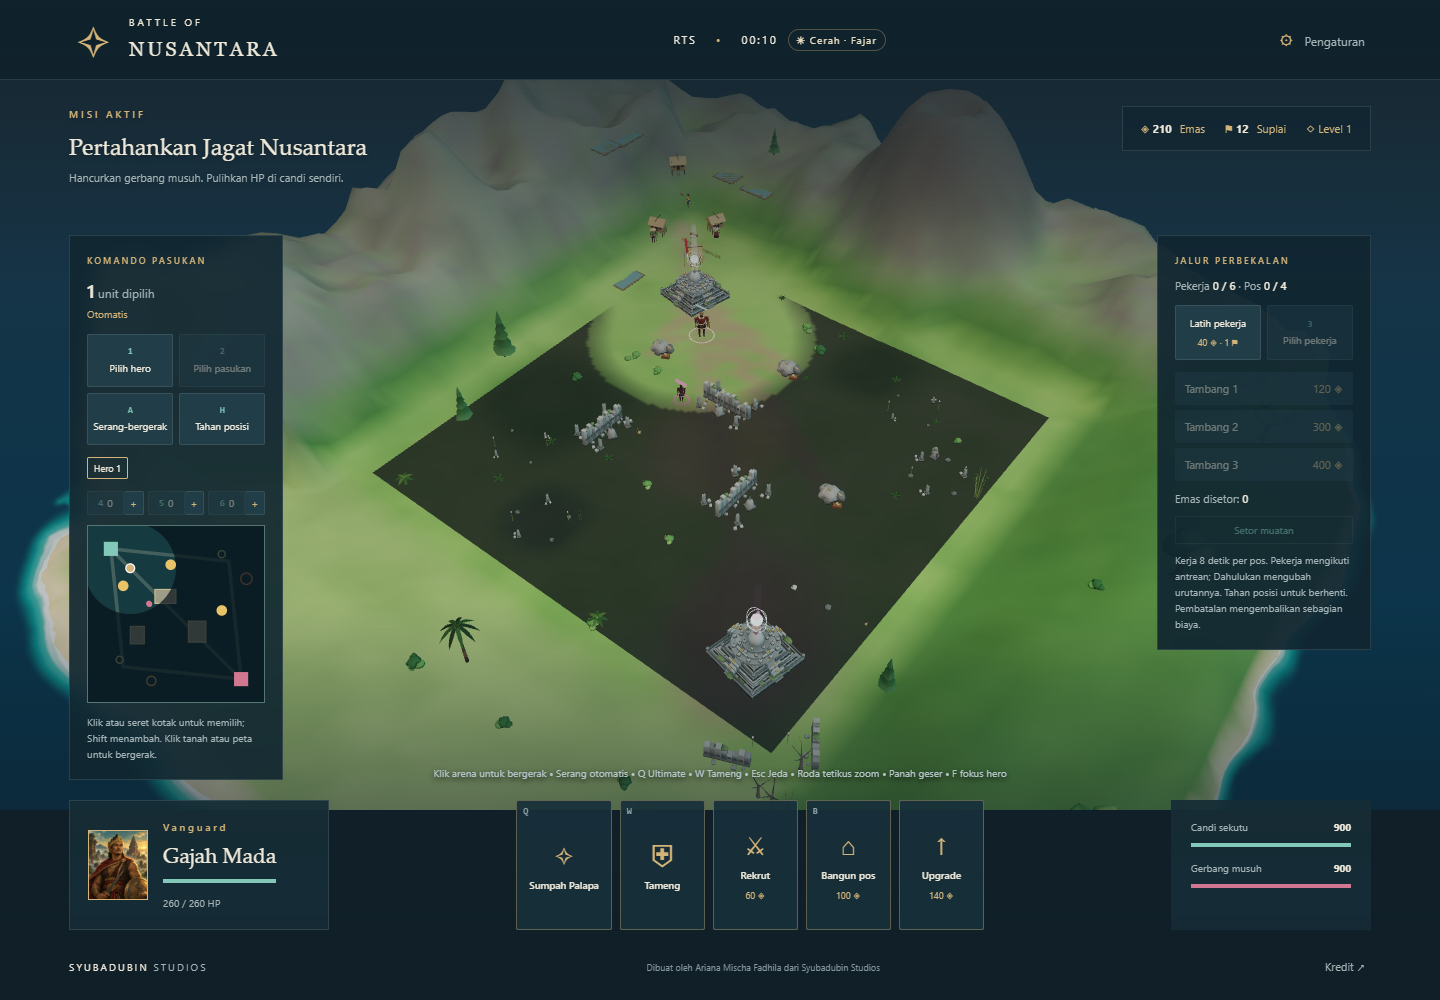 BATTLE OF
NUSANTARA
RTS • 00:10 Cerah · Fajar
Pengaturan
MISI AKTIF
Pertahankan Jagat Nusantara
Hancurkan gerbang musuh. Pulihkan HP di candi sendiri.
210 Emas 12 Suplai Level 1
KOMANDO PASUKAN
1 unit dipilih
Otomatis
1
Pilih hero
2
Pilih pasukan
A
Serang-bergerak
H
Tahan posisi
Hero 1
4 0 + 5 0 + 6 0 +
Klik atau seret kotak untuk memilih;
Shift menambah. Klik tanah atau peta
untuk bergerak.
JALUR PERBEKALAN
Pekerja 0 / 6 · Pos 0 / 4
Latih pekerja
40 · 1
3
Pilih pekerja
Tambang 1 120
Tambang 2 300
Tambang 3 400
Emas disetor: 0
Setor muatan
Kerja 8 detik per pos. Pekerja mengikuti
antrean; Dahulukan mengubah
urutannya. Tahan posisi untuk berhenti.
Pembatalan mengembalikan sebagian
biaya.
Klik arena untuk bergerak • Serang otomatis • Q Ultimate • W Tameng • Esc Jeda • Roda tetikus zoom • Panah geser • F fokus hero
Vanguard
Gajah Mada
260 / 260 HP
Q
Sumpah Palapa
W
Tameng
Rekrut
60
B
Bangun pos
100
Upgrade
140
Candi sekutu 900
Gerbang musuh 900
SYUBADUBIN STUDIOS
Dibuat oleh Ariana Mischa Fadhila dari Syubadubin Studios
Kredit ↗